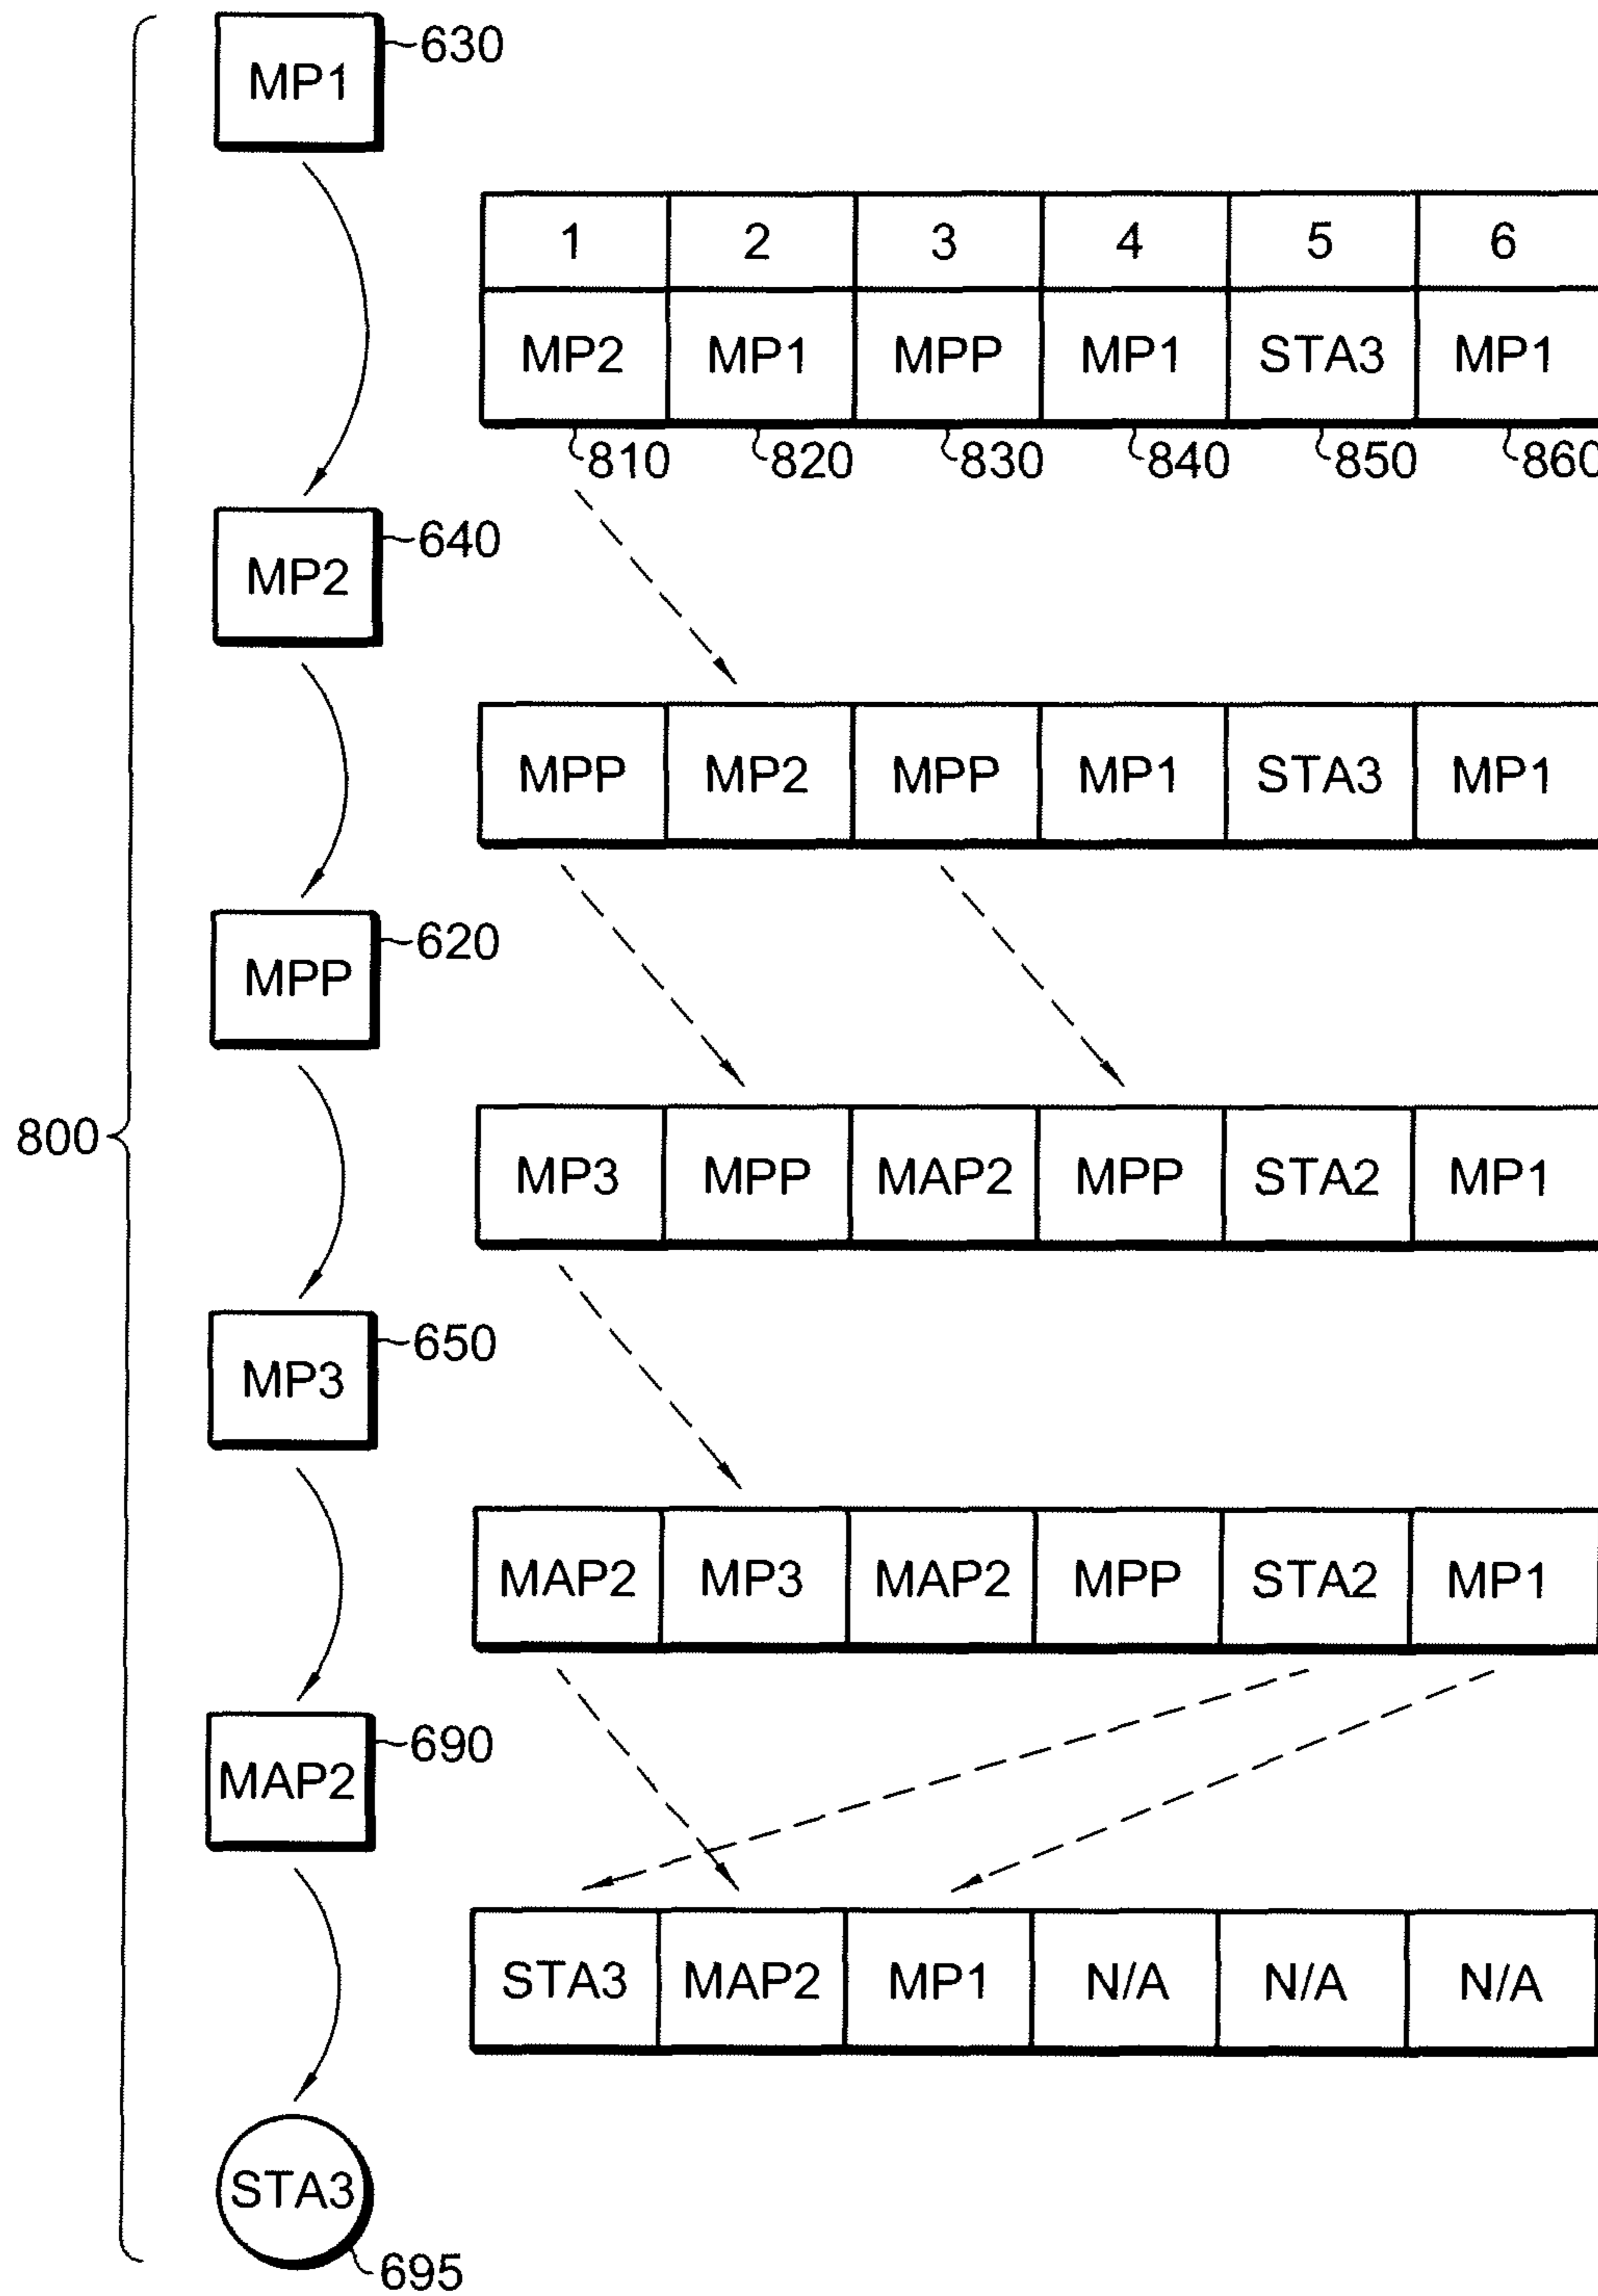 MP1
630
1 2 3 4 5 6
MP2 MP1 MPP MP1 STA3 MP1
810 820 830 840 850 860
MP2
640
MPP MP2 MPP MP1 STA3 MP1
MPP
620
800
MP3 MPP MAP2 MPP STA2 MP1
MP3
650
MAP2 MP3 MAP2 MPP STA2 MP1
MAP2
690
STA3 MAP2 MP1 N/A N/A N/A
STA3
695